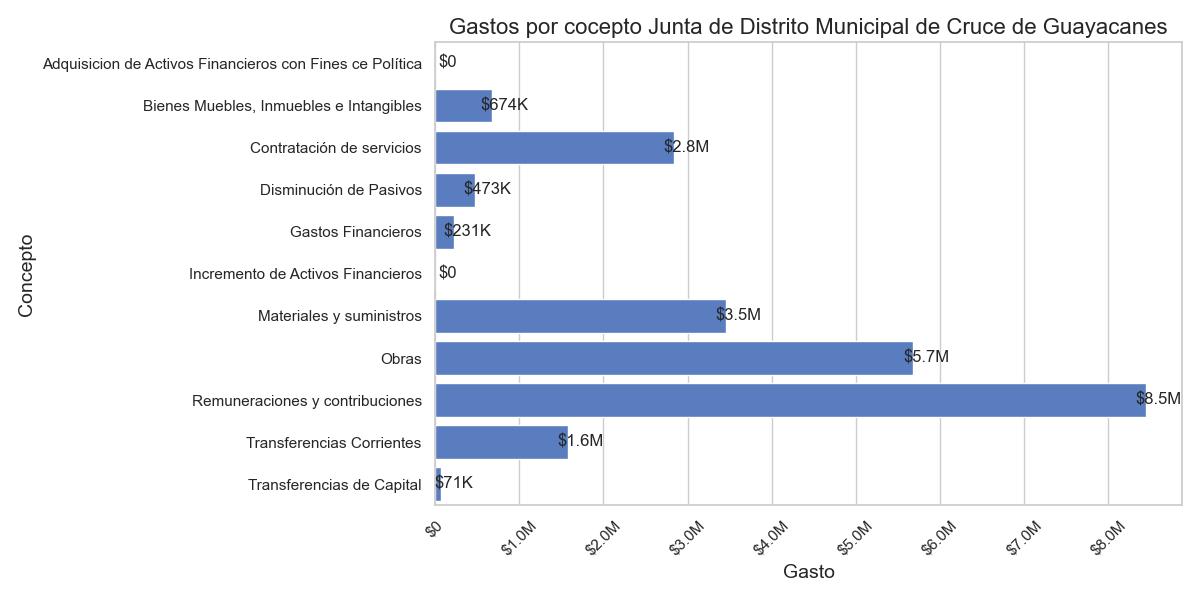 Gastos por cocepto Junta de Distrito Municipal de Cruce de Guayacanes
Concepto
Adquisicion de Activos Financieros con Fines ce Política $0
Bienes Muebles, Inmuebles e Intangibles $674K
Contratación de servicios $2.8M
Disminución de Pasivos $473K
Gastos Financieros $231K
Incremento de Activos Financieros $0
Materiales y suministros $3.5M
Obras $5.7M
Remuneraciones y contribuciones $8.5M
Transferencias Corrientes $1.6M
Transferencias de Capital $71K
$0 $1.0M $2.0M $3.0M $4.0M $5.0M $6.0M $7.0M $8.0M
Gasto